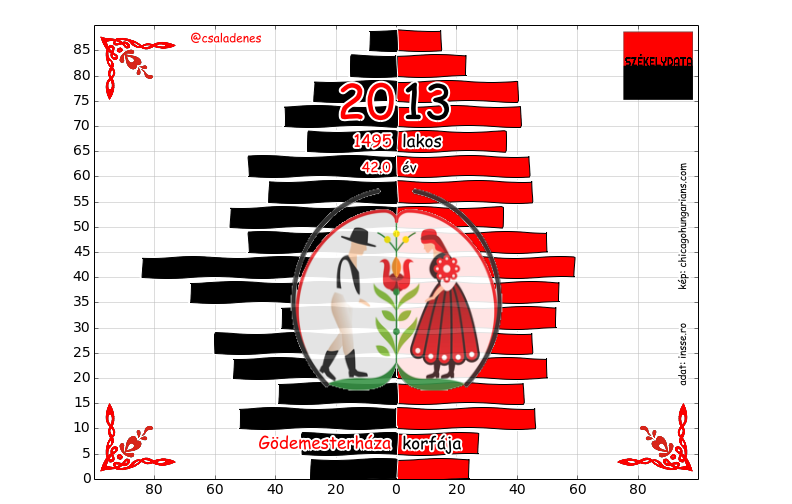 @csaladenes
SZÉKELYDATA
2013
1495 lakos
42.0 év
kép: chicagohungarians.com
adat: insse.ro
Gödemesterháza korfája
85
80
75
70
65
60
55
50
45
40
35
30
25
20
15
10
5
0
80 60 40 20 0 20 40 60 80